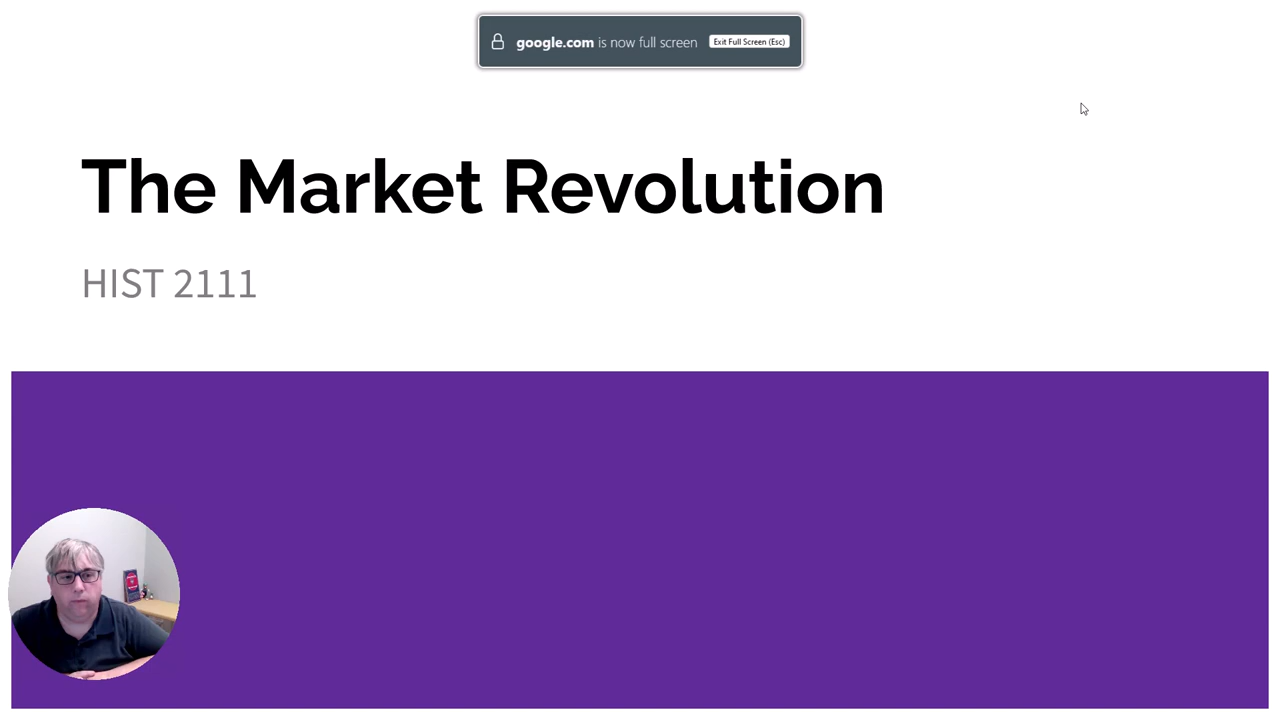 google.com is now full screen Exit Full Screen (Esc)
The Market Revolution
HIST 2111